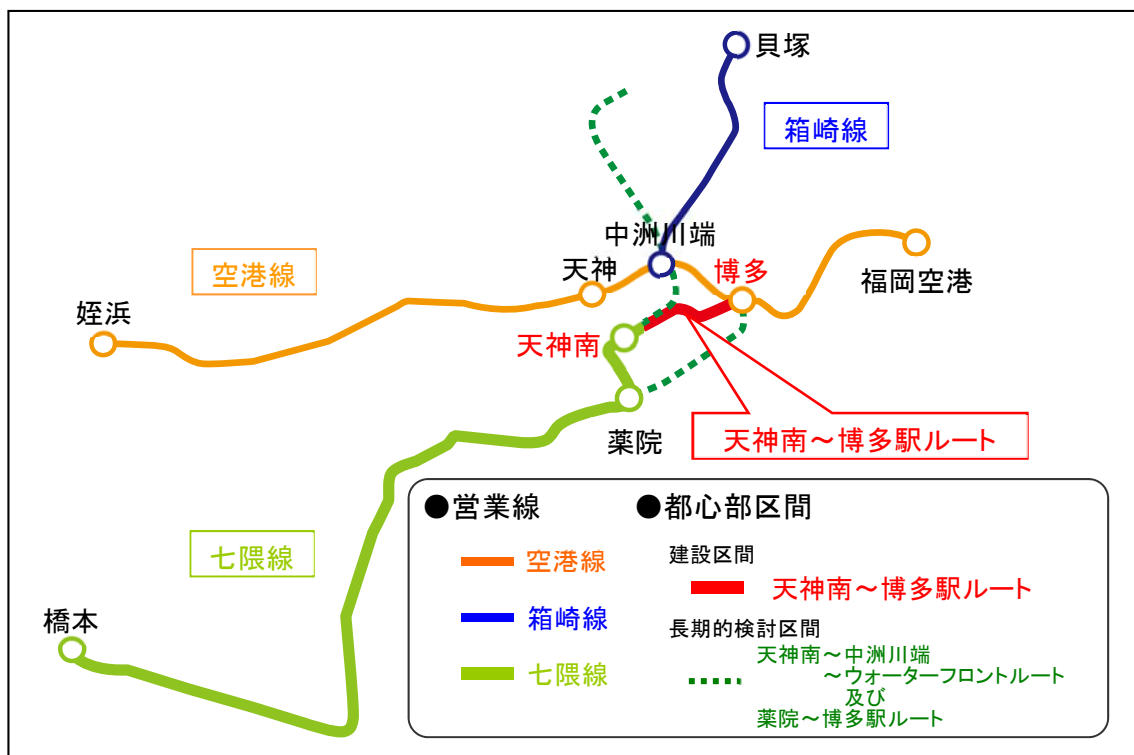 貝塚
箱崎線
中洲川端
空港線
天神
博多
福岡空港
姪浜
天神南
薬院
天神南～博多駅ルート
七隈線
橋本
●営業線
空港線
箱崎線
七隈線
●都心部区間
建設区間
天神南～博多駅ルート
長期的検討区間
天神南～中洲川端
～ウォーターフロントルート
及び
薬院～博多駅ルート